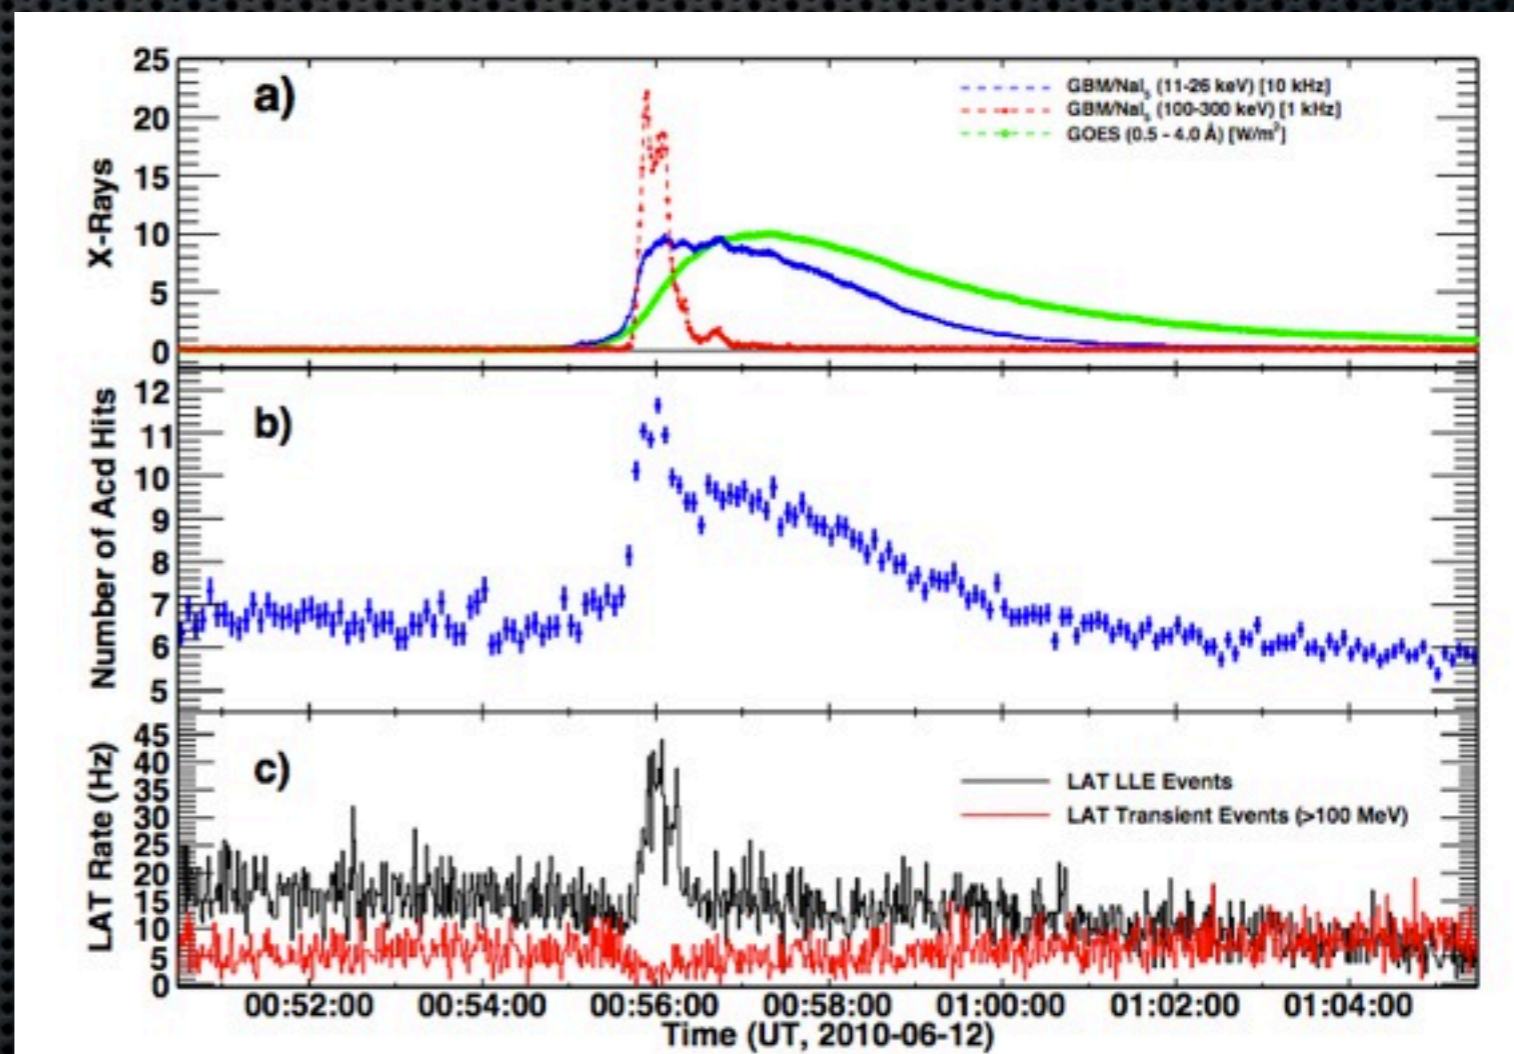 25
20
15
10
5
0
X-Rays
a)
GBM/NaI5 (11-26 keV) [10 kHz]
GBM/NaI5 (100-300 keV) [1 kHz]
GOES (0.5 - 4.0 Å) [W/m2]
12
11
10
9
8
7
6
5
Number of Acd Hits
b)
45
40
35
30
25
20
15
10
5
0
LAT Rate (Hz)
c)
LAT LLE Events
LAT Transient Events (>100 MeV)
00:52:00 00:54:00 00:56:00 00:58:00 01:00:00 01:02:00 01:04:00
Time (UT, 2010-06-12)